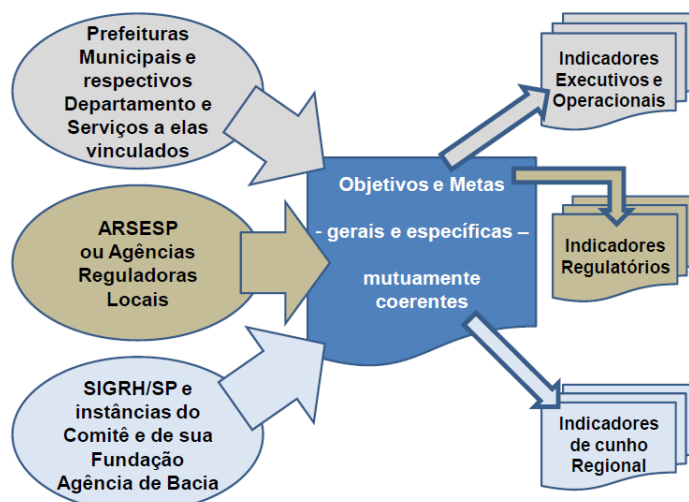 Prefeituras
Municipais e
respectivos
Departamento e
Serviços a elas
vinculados
ARSESP
ou Agências
Reguladoras
Locais
SIGRH/SP e
instâncias do
Comitê e de sua
Fundação
Agência de Bacia
Objetivos e Metas
- gerais e específicas –
mutuamente
coerentes
Indicadores
Executivos e
Operacionais
Indicadores
Regulatórios
Indicadores
de cunho
Regional